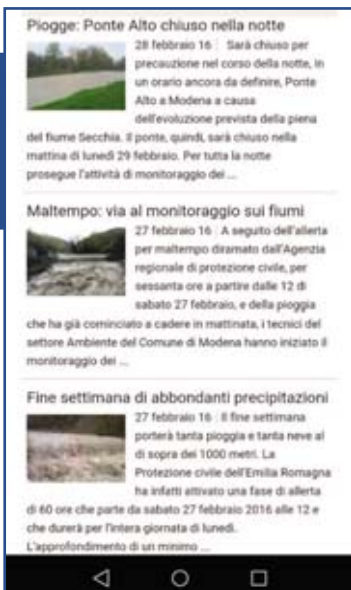 Piogge: Ponte Alto chiuso nella notte
28 febbraio 16 : Sarà chiuso per
precauzione nel corso della notte, in
un orario ancora da definire, Ponte
Alto a Modena a causa
dell'evoluzione prevista della piena
del fiume Secchia. Il ponte, quindi, sarà chiuso nella
mattina di lunedì 29 febbraio. Per tutta la notte
prosegue l'attività di monitoraggio dei ...
Maltempo: via al monitoraggio sui fiumi
27 febbraio 16 : A seguito dell'allerta
per maltempo diramato dall'Agenzia
regionale di protezione civile, per
sessanta ore a partire dalle 12 di
sabato 27 febbraio, e della pioggia
che ha già cominciato a cadere in mattinata, i tecnici del
settore Ambiente del Comune di Modena hanno iniziato il
monitoraggio dei ...
Fine settimana di abbondanti precipitazioni
27 febbraio 16 : Il fine settimana
porterà tanta pioggia e tanta neve al
di sopra dei 1000 metri. La
Protezione civile dell'Emilia Romagna
ha infatti attivato una fase di allerta
di 60 ore che parte da sabato 27 febbraio 2016 alle 12 e
che durerà per l'intera giornata di lunedì.
L'approfondimento di un minimo ...